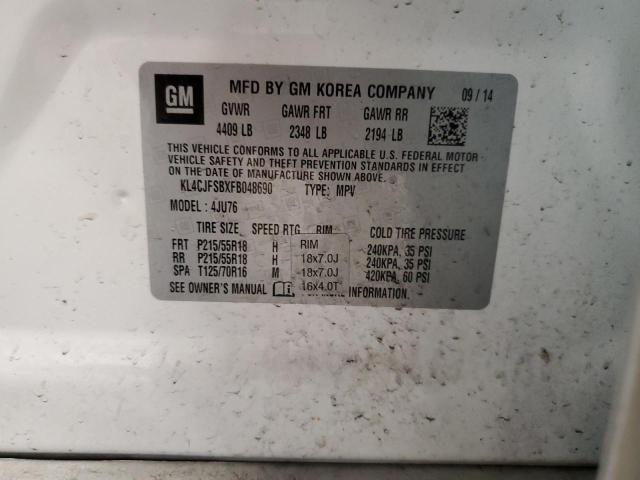 GM
MFD BY GM KOREA COMPANY 09 / 14
GVWR GAWR FRT GAWR RR
4409 LB 2348 LB 2194 LB
THIS VEHICLE CONFORMS TO ALL APPLICABLE U.S. FEDERAL MOTOR
VEHICLE SAFETY AND THEFT PREVENTION STANDARDS IN EFFECT
ON THE DATE OF MANUFACTURE SHOWN ABOVE.
KL4CJFSBXFB048690 TYPE: MPV
MODEL : 4JU76
TIRE SIZE SPEED RTG RIM COLD TIRE PRESSURE
FRT P215/55R18 H RIM 240KPA, 35 PSI
RR P215/55R18 H 18x7.0J 240KPA, 35 PSI
SPA T125/70R16 M 18x7.0J 420KPA, 60 PSI
SEE OWNER'S MANUAL FOR MORE INFORMATION. 16x4.0T